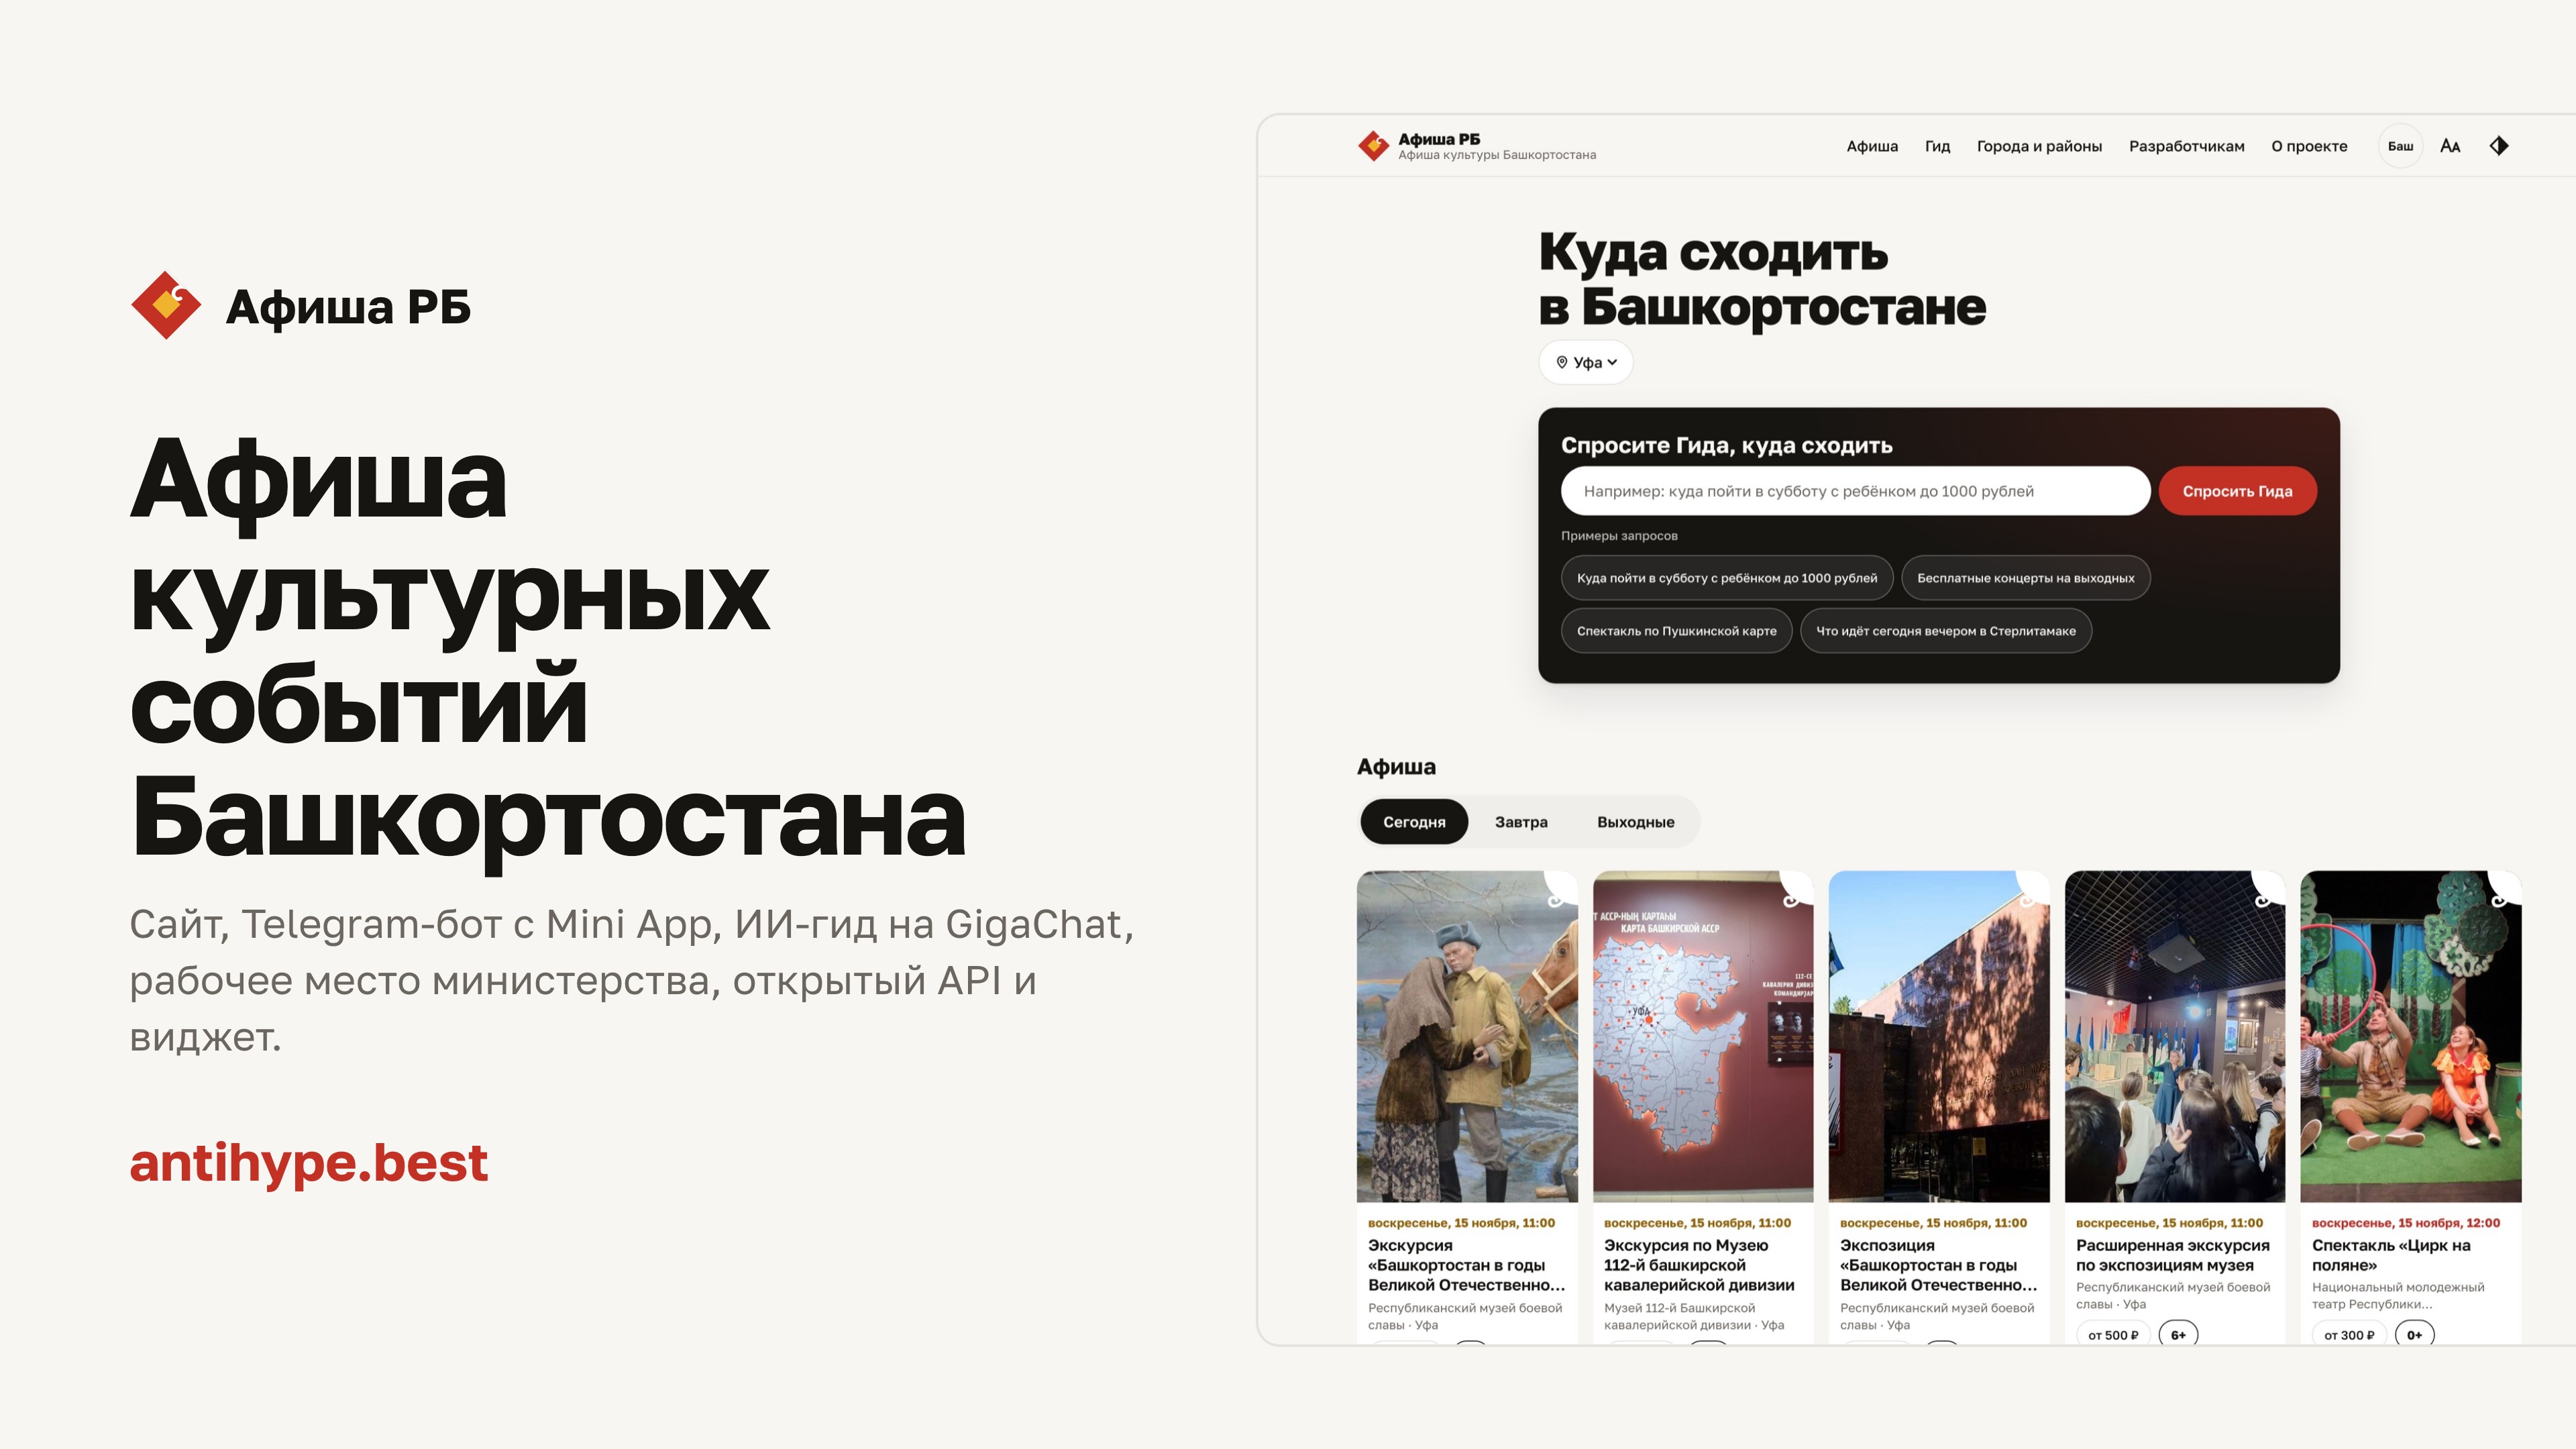 Афиша РБ
Афиша
культурных
событий
Башкортостана
Сайт, Telegram-бот с Mini App, ИИ-гид на GigaChat,
рабочее место министерства, открытый API и
виджет.
antihype.best
Афиша РБ
Афиша культуры Башкортостана
Афиша Гид Города и районы Разработчикам О проекте Баш АА
Куда сходить
в Башкортостане
Уфа
Спросите Гида, куда сходить
Например: куда пойти в субботу с ребёнком до 1000 рублей
Спросить Гида
Примеры запросов
Куда пойти в субботу с ребёнком до 1000 рублей
Бесплатные концерты на выходных
Спектакль по Пушкинской карте
Что идёт сегодня вечером в Стерлитамаке
Афиша
Сегодня Завтра Выходные
Т АССР-НЫҢ КАРТАҺЫ
КАРТА БАШКИРСКОЙ АССР
УФА
воскресенье, 15 ноября, 11:00
Экскурсия
«Башкортостан в годы
Великой Отечественно...
Республиканский музей боевой
славы · Уфа
воскресенье, 15 ноября, 11:00
Экскурсия по Музею
112-й башкирской
кавалерийской дивизии
Музей 112-й Башкирской
кавалерийской дивизии · Уфа
воскресенье, 15 ноября, 11:00
Экспозиция
«Башкортостан в годы
Великой Отечественно...
Республиканский музей боевой
славы · Уфа
воскресенье, 15 ноября, 11:00
Расширенная экскурсия
по экспозициям музея
Республиканский музей боевой
славы · Уфа
от 500 ₽ 6+
воскресенье, 15 ноября, 12:00
Спектакль «Цирк на
поляне»
Национальный молодежный
театр Республики...
от 300 ₽ 0+